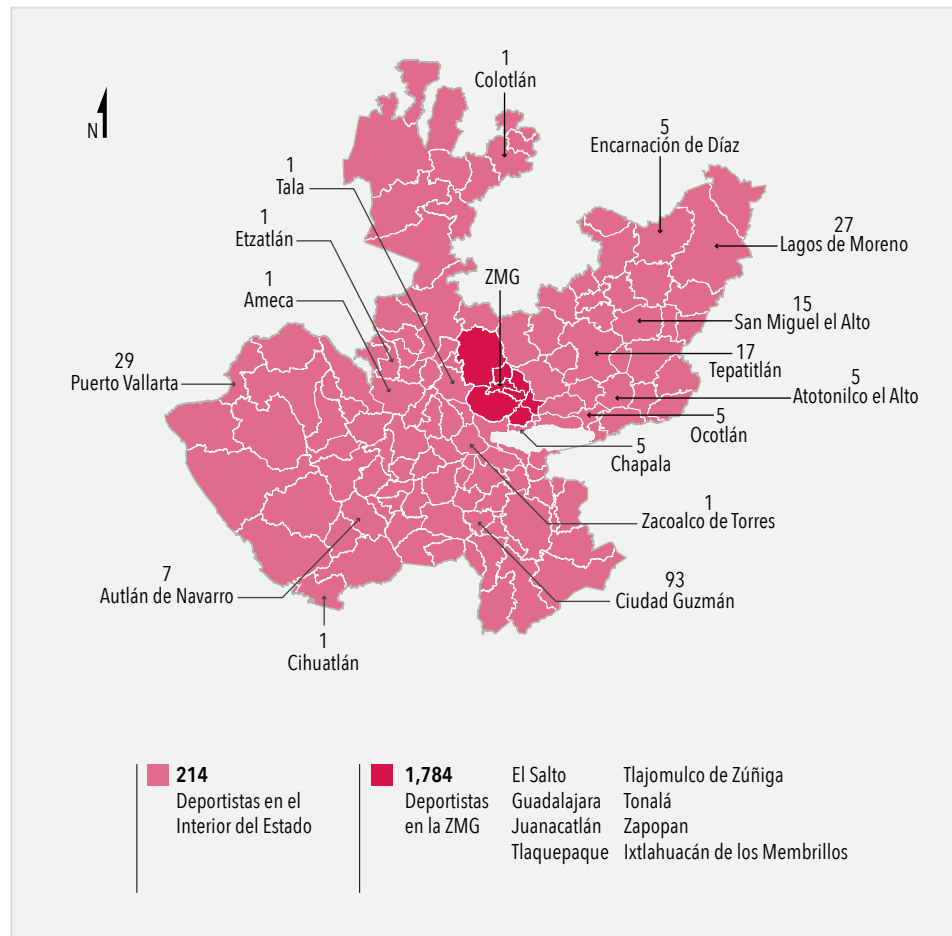 1
Colotlán
N
5
Encarnación de Díaz
1
Tala
27
Lagos de Moreno
1
Etzatlán
ZMG
1
Ameca
15
San Miguel el Alto
17
Tepatitlán
29
Puerto Vallarta
5
Atotonilco el Alto
5
Ocotlán
5
Chapala
1
Zacoalco de Torres
7
Autlán de Navarro
93
Ciudad Guzmán
1
Cihuatlán
214
Deportistas en el
Interior del Estado
1,784
Deportistas
en la ZMG
El Salto
Guadalajara
Juanacatlán
Tlaquepaque
Tlajomulco de Zúñiga
Tonalá
Zapopan
Ixtlahuacán de los Membrillos